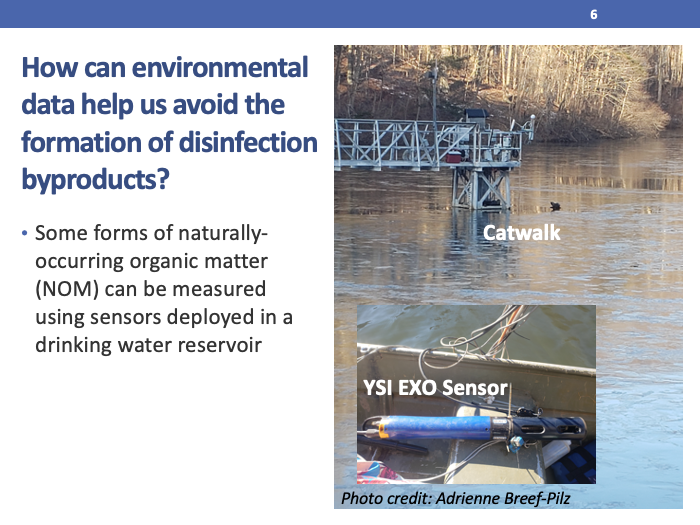 6
How can environmental
data help us avoid the
formation of disinfection
byproducts?
• Some forms of naturally-
occurring organic matter
(NOM) can be measured
using sensors deployed in a
drinking water reservoir
Catwalk
YSI EXO Sensor
Photo credit: Adrienne Breef-Pilz